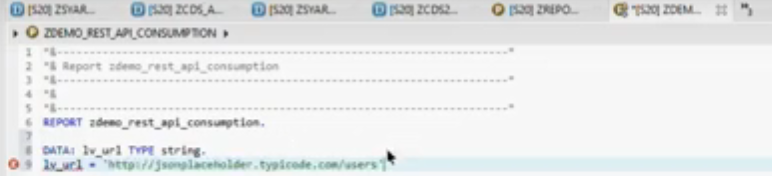 [S20] ZSYAR... [S20] ZCDS_A... [S20] ZSYAR... [S20] ZCDS2... [S20] ZREPO... *[S20] ZDEM...
ZDEMO_REST_API_CONSUMPTION
1 *&---------------------------------------------------------------------*
2 *& Report zdemo_rest_api_consumption
3 *&---------------------------------------------------------------------*
4 *&
5 *&---------------------------------------------------------------------*
6 REPORT zdemo_rest_api_consumption.
7
8 DATA: lv_url TYPE string.
9 lv_url = 'http://jsonplaceholder.typicode.com/users'